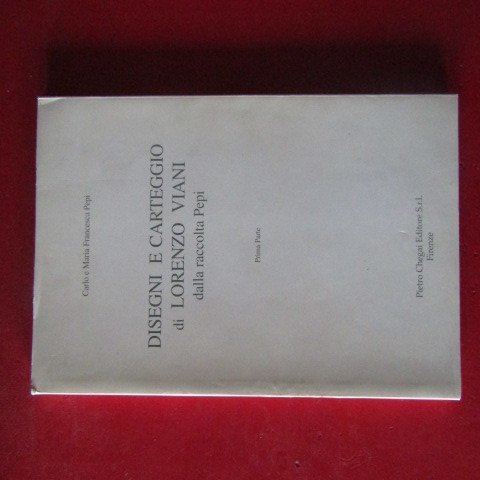 Carlo e Maria Francesca Pepi
DISEGNI E CARTEGGIO
di LORENZO VIANI
dalla raccolta Pepi
Prima Parte
Pietro Chegai Editore S.r.l.
Firenze